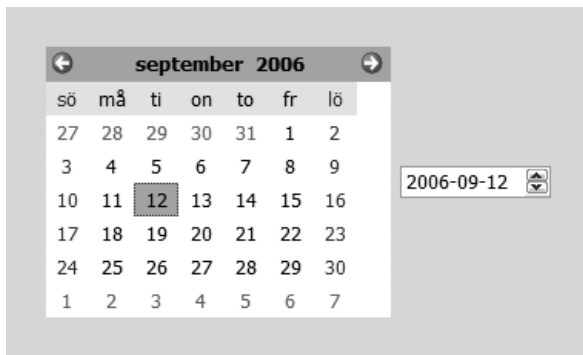 september 2006
sö må ti on to fr lö
27 28 29 30 31 1 2
3 4 5 6 7 8 9
2006-09-12
10 11 12 13 14 15 16
17 18 19 20 21 22 23
24 25 26 27 28 29 30
1 2 3 4 5 6 7